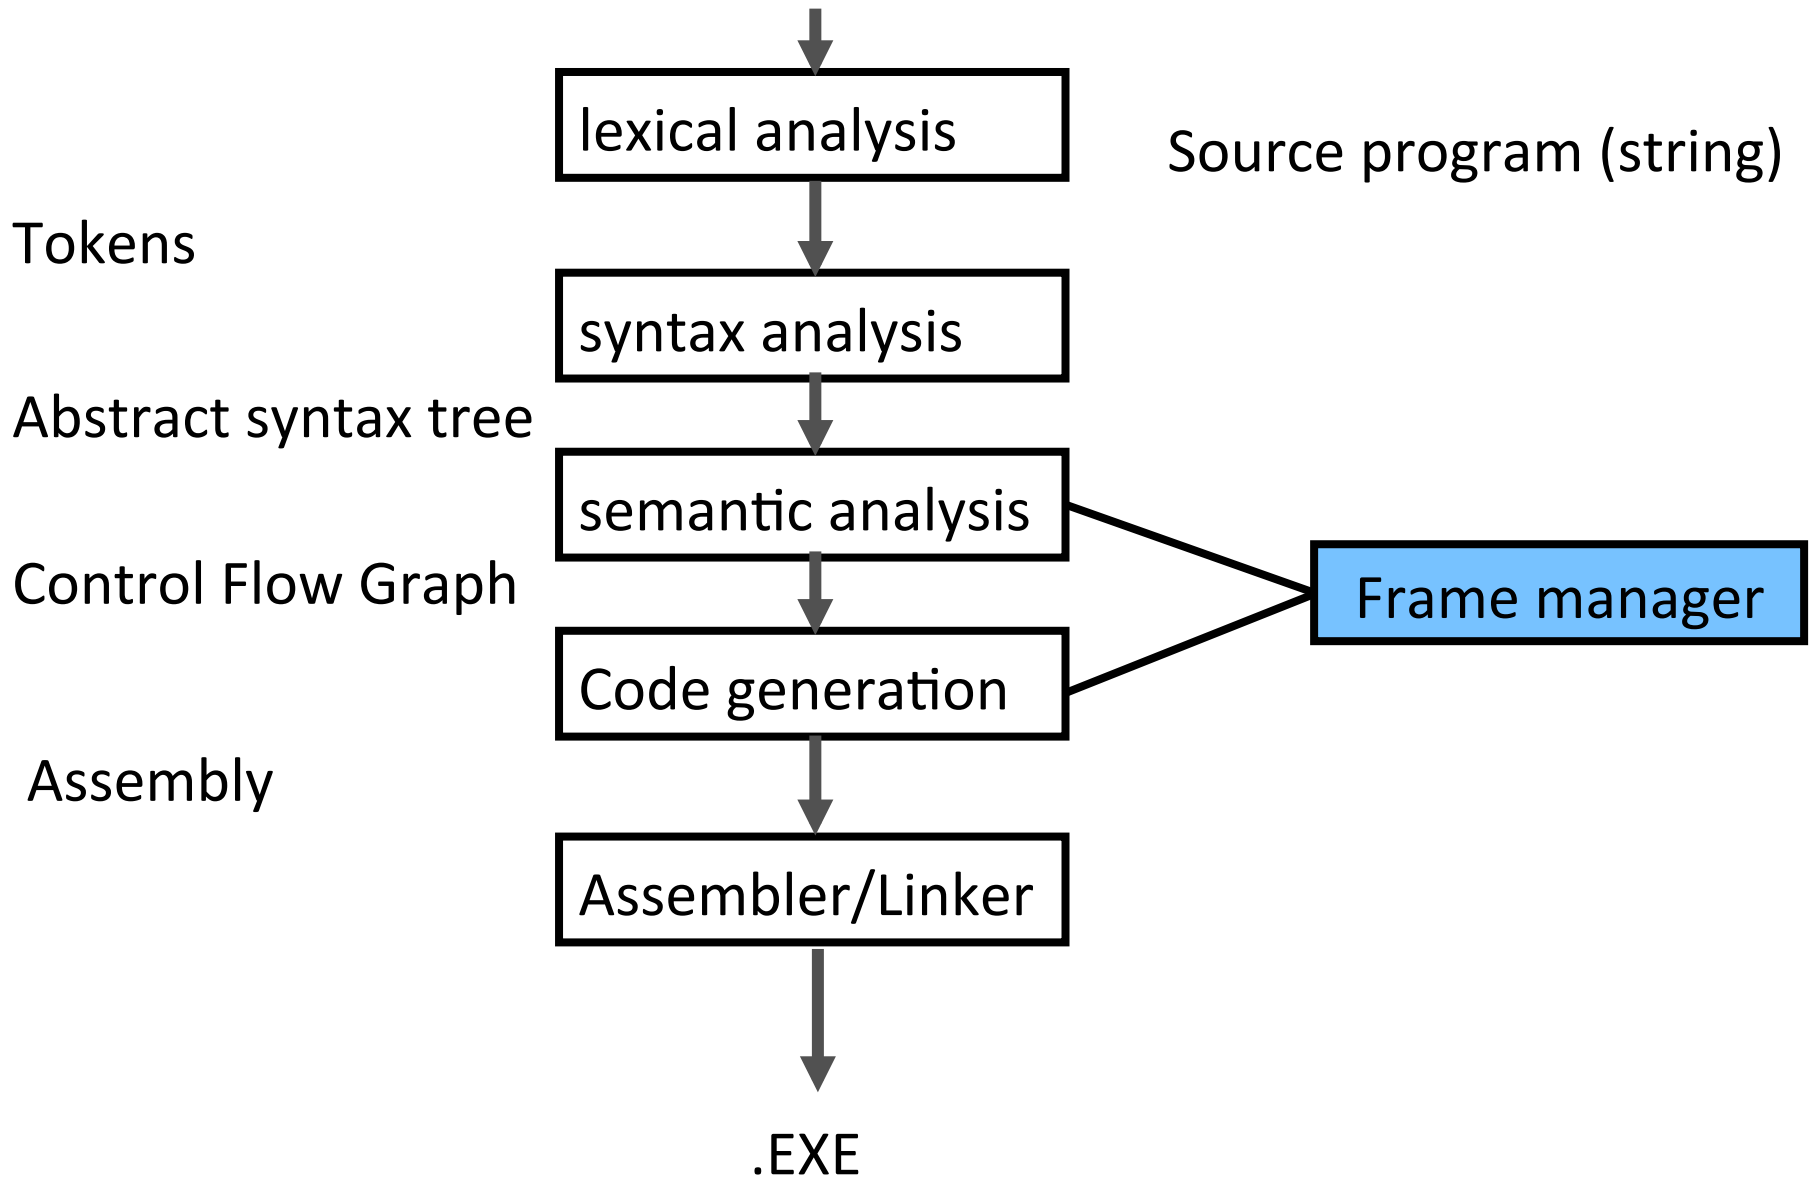 lexical analysis
Source program (string)
Tokens
syntax analysis
Abstract syntax tree
semantic analysis
Control Flow Graph
Frame manager
Code generation
Assembly
Assembler/Linker
.EXE